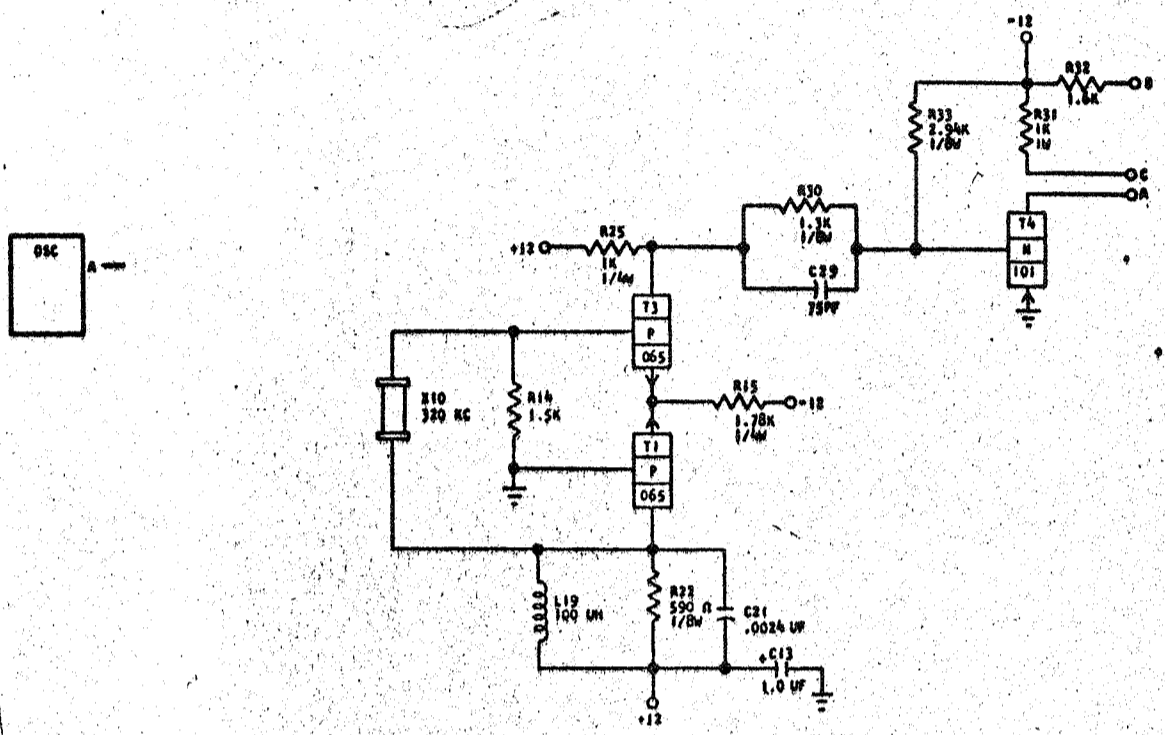 -12
R32
1.6K
B
R33
2.94K
1/8W
R31
1K
1W
C
A
T4
N
101
R30
1.3K
1/8W
C29
75PF
OSC
A
+12
R25
1K
1/4W
T3
P
065
X10
320 KC
R14
1.5K
R15
-12
1.78K
1/4W
T1
P
065
L19
100 UH
R22
590 Ω
1/8W
C21
.0024 UF
+
C13
1.0 UF
+12